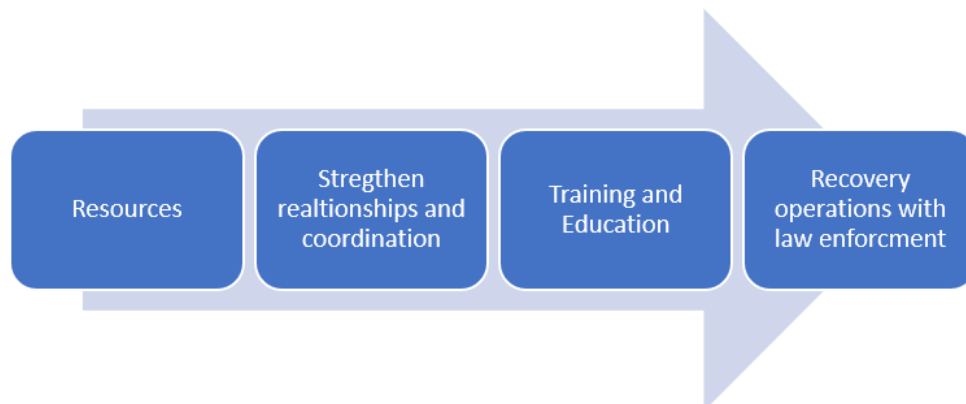 Resources
Stregthen
realtionships and
coordination
Training and
Education
Recovery
operations with
law enforcment